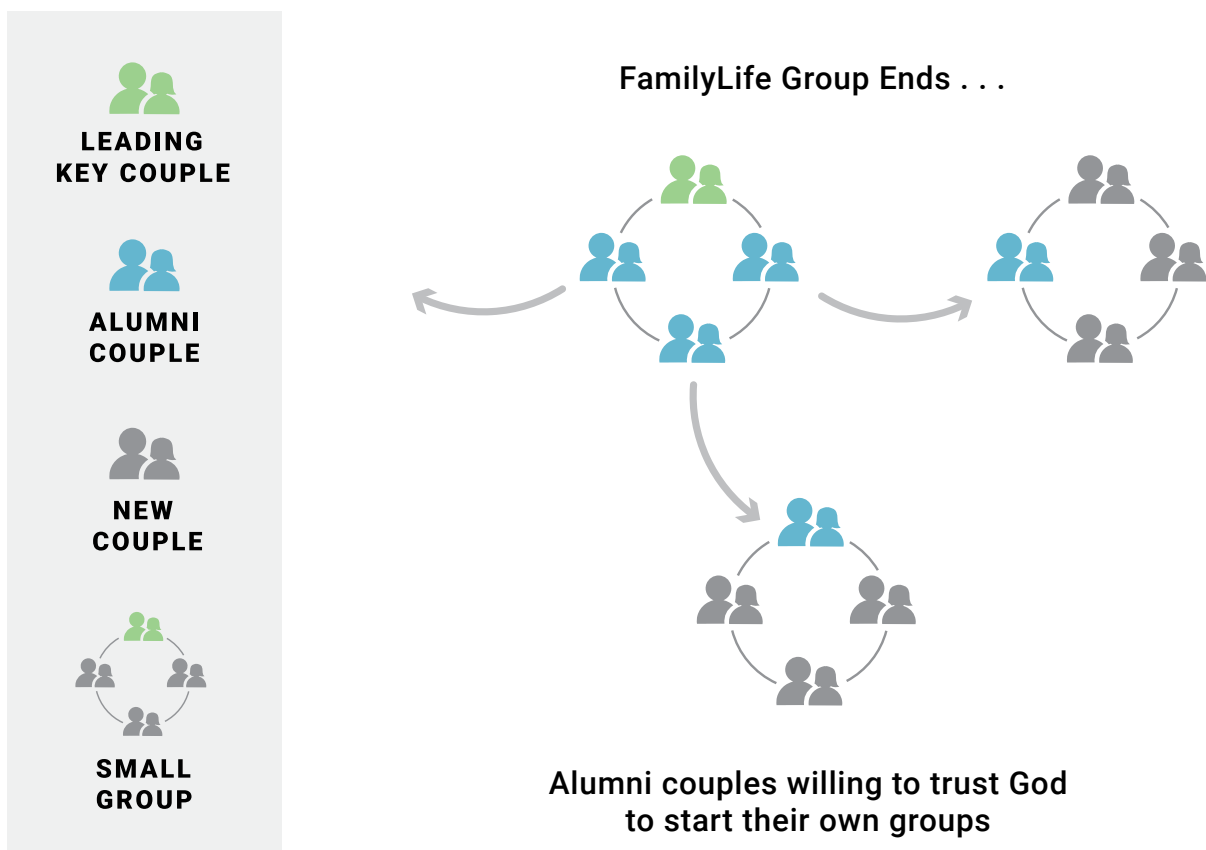 LEADING
KEY COUPLE
ALUMNI
COUPLE
NEW
COUPLE
SMALL
GROUP
FamilyLife Group Ends . . .
Alumni couples willing to trust God
to start their own groups